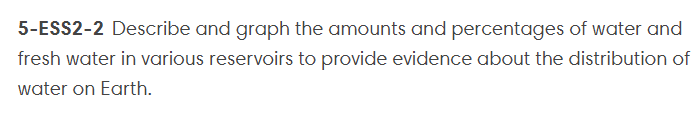 5-ESS2-2 Describe and graph the amounts and percentages of water and
fresh water in various reservoirs to provide evidence about the distribution of
water on Earth.